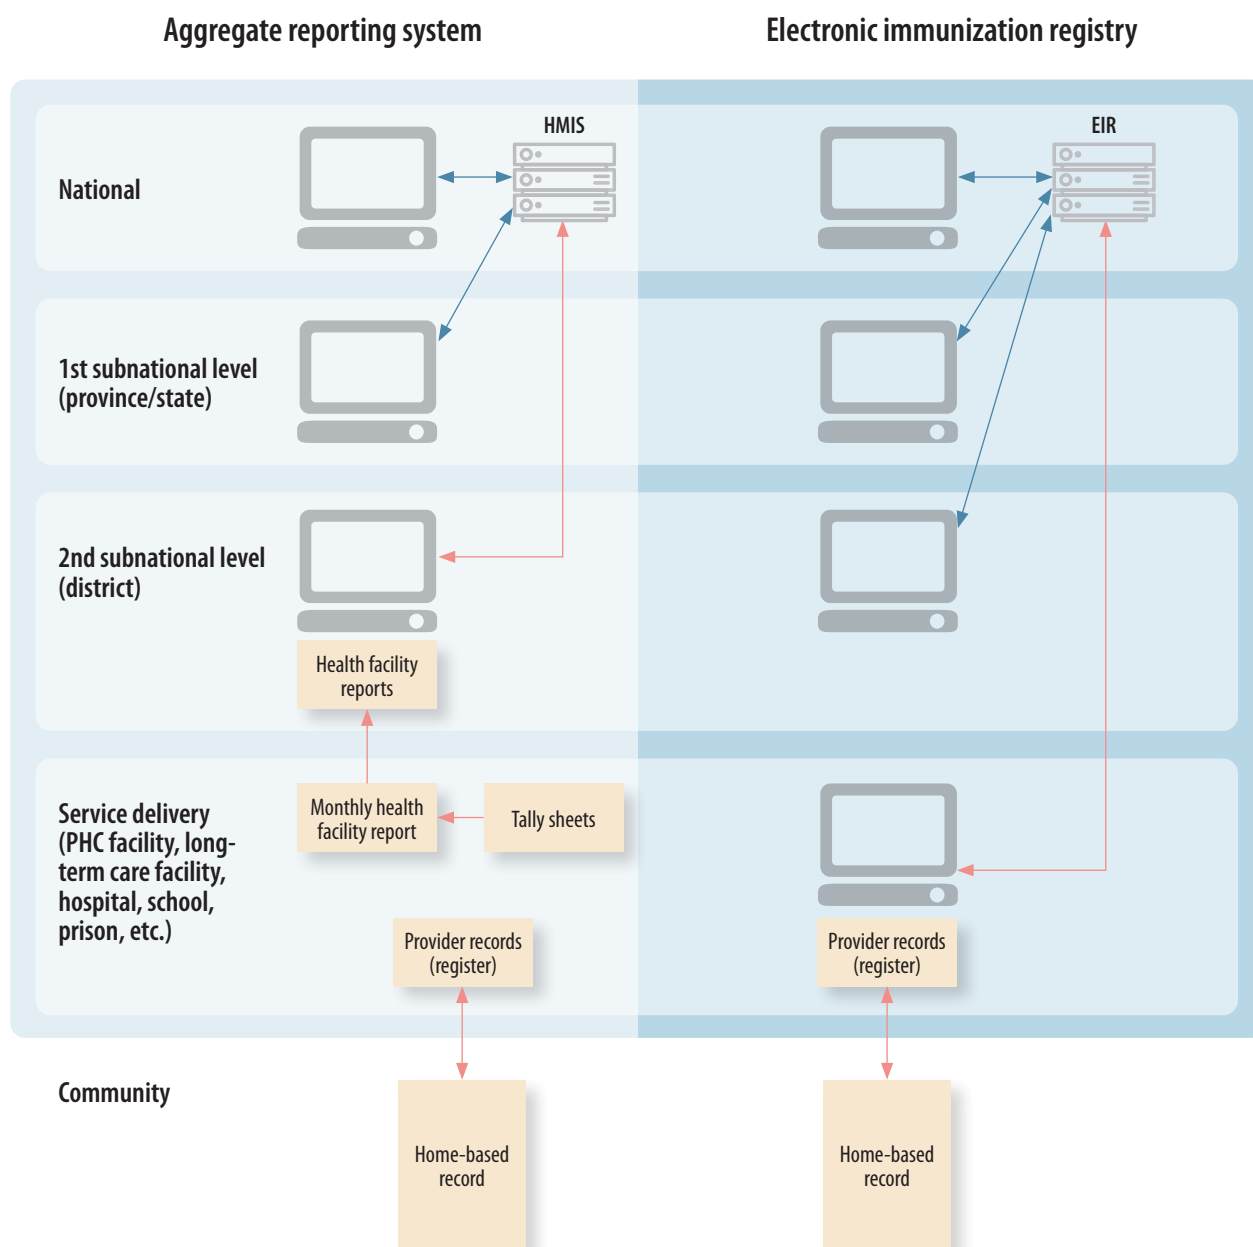 Aggregate reporting system
Electronic immunization registry
HMIS
EIR
National
1st subnational level
(province/state)
2nd subnational level
(district)
Health facility
reports
Service delivery
(PHC facility, long-
term care facility,
hospital, school,
prison, etc.)
Monthly health
facility report
Tally sheets
Provider records
(register)
Provider records
(register)
Community
Home-based
record
Home-based
record